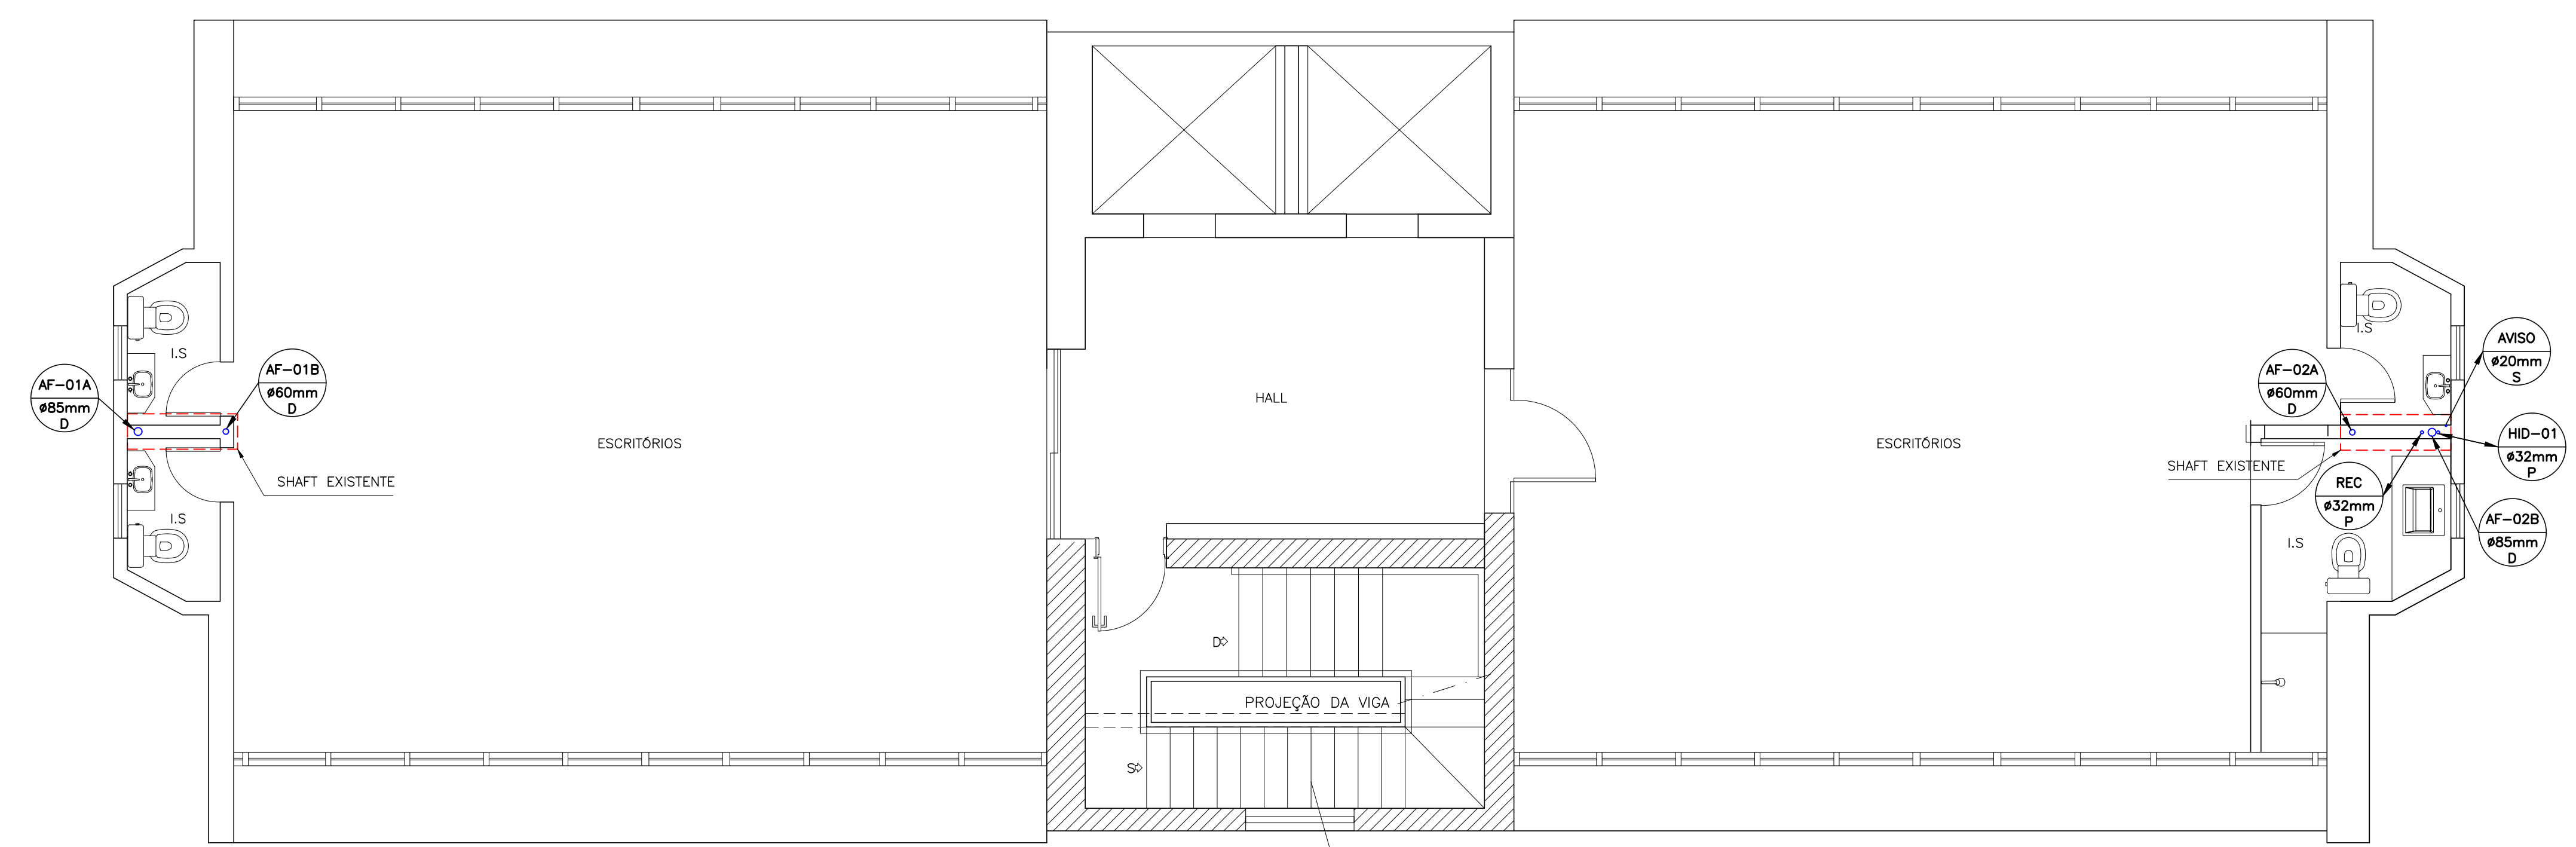 AF-01A
ø85mm
D
I.S
AF-01B
ø60mm
D
I.S
SHAFT EXISTENTE
ESCRITÓRIOS
HALL
D
PROJEÇÃO DA VIGA
S
ESCRITÓRIOS
I.S
AVISO
ø20mm
S
AF-02A
ø60mm
D
HID-01
ø32mm
P
SHAFT EXISTENTE
REC
ø32mm
P
AF-02B
ø85mm
D
I.S